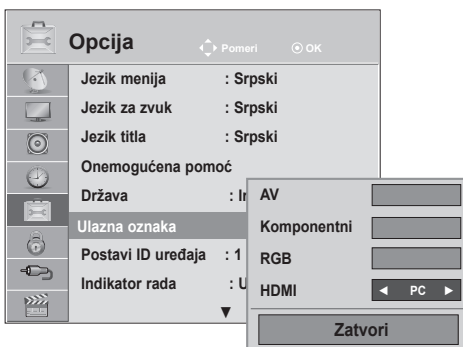 Opcija Pomeri OK
Jezik menija : Srpski
Jezik za zvuk : Srpski
Jezik titla : Srpski
Onemogućena pomoć
Država :
Ulazna oznaka
Postavi ID uređaja : 1
Indikator rada :
▼
AV
Komponentni
RGB
HDMI ◄ PC ►
Zatvori